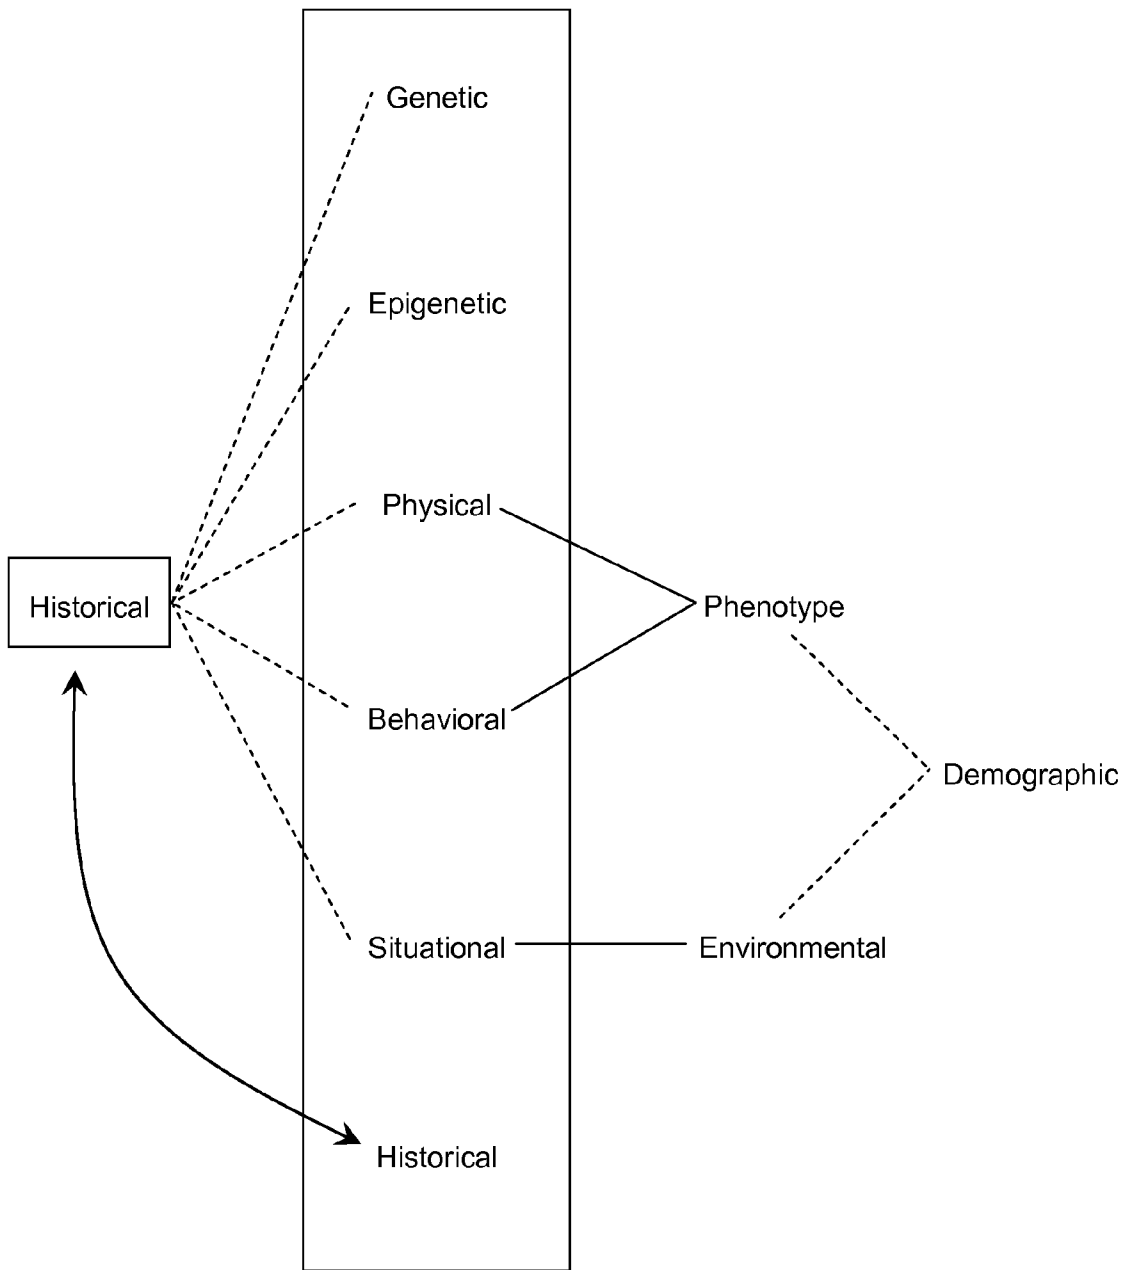 Genetic
Epigenetic
Physical
Historical
Phenotype
Behavioral
Demographic
Situational
Environmental
Historical